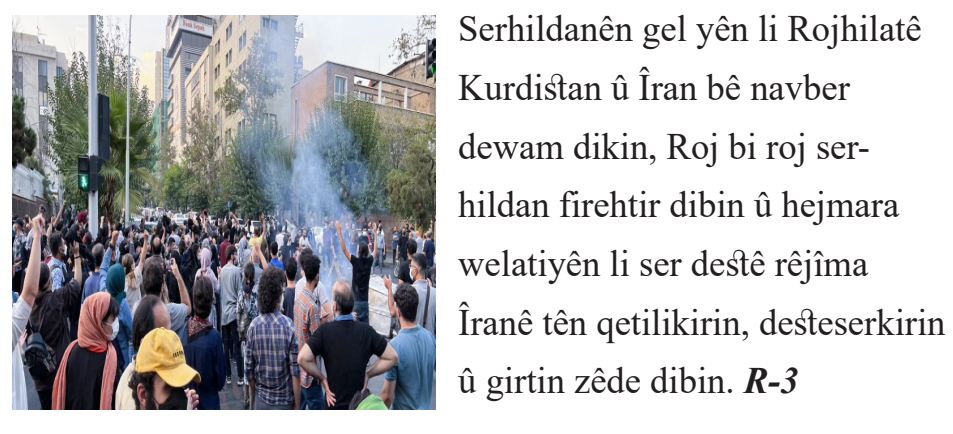 Serhildanên gel yên li Rojhilatê
Kurdistan û Îran bê navber
dewam dikin, Roj bi roj ser-
hildan firehtir dibin û hejmara
welatiyên li ser destê rêjîma
Îranê tên qetilikirin, desteserkirin
û girtin zêde dibin. R-3